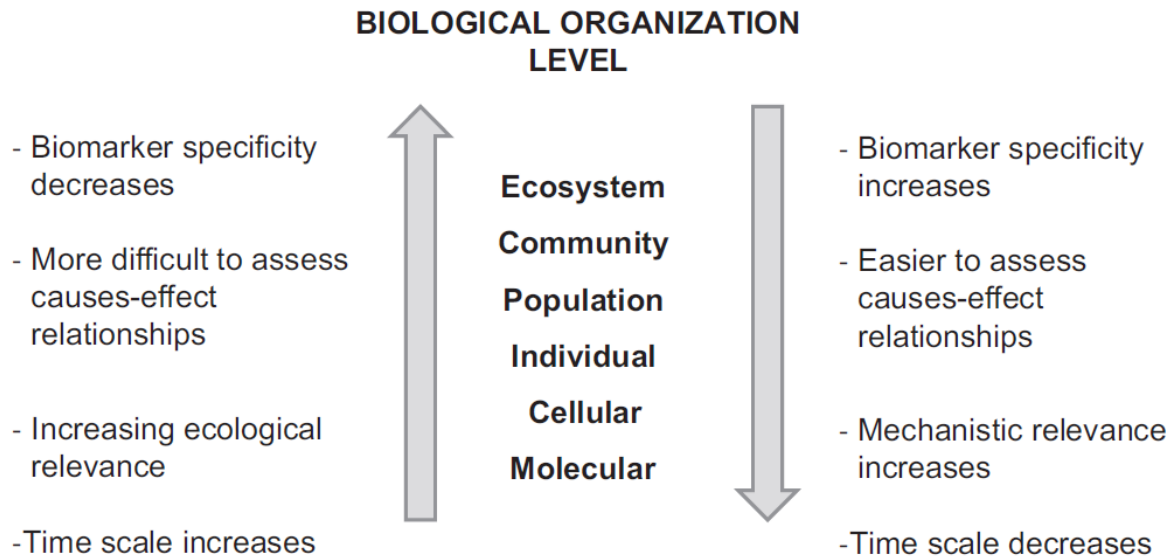 BIOLOGICAL ORGANIZATION
LEVEL
- Biomarker specificity
decreases
- More difficult to assess
causes-effect
relationships
- Increasing ecological
relevance
-Time scale increases
Ecosystem
Community
Population
Individual
Cellular
Molecular
- Biomarker specificity
increases
- Easier to assess
causes-effect
relationships
- Mechanistic relevance
increases
-Time scale decreases